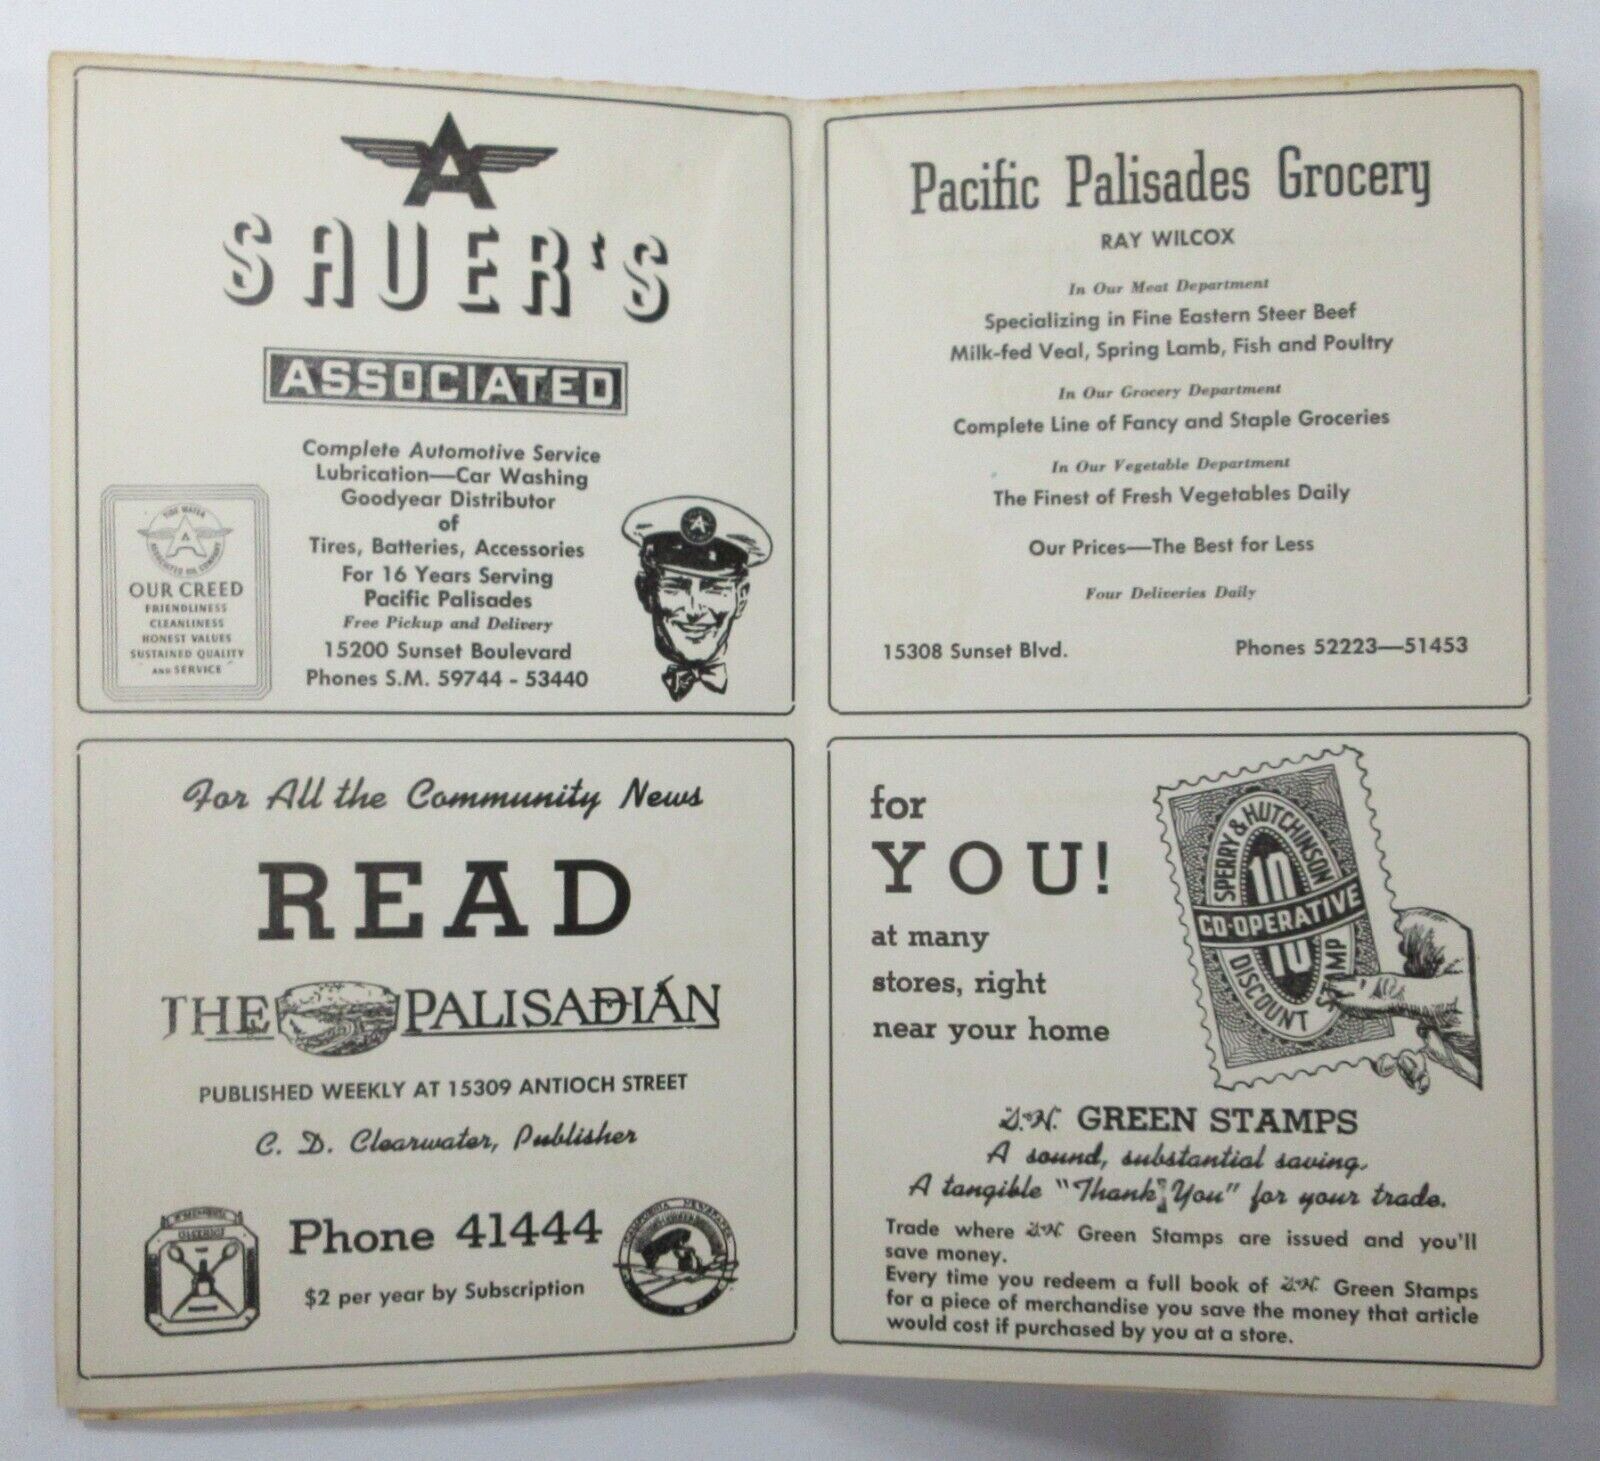 A
SAUER'S
ASSOCIATED
Complete Automotive Service
Lubrication—Car Washing
Goodyear Distributor
of
Tires, Batteries, Accessories
For 16 Years Serving
Pacific Palisades
Free Pickup and Delivery
15200 Sunset Boulevard
Phones S.M. 59744 - 53440
TIDE WATER
A
ASSOCIATED OIL COMPANY
OUR CREED
FRIENDLINESS
CLEANLINESS
HONEST VALUES
SUSTAINED QUALITY
AND SERVICE
A
Pacific Palisades Grocery
RAY WILCOX
In Our Meat Department
Specializing in Fine Eastern Steer Beef
Milk-fed Veal, Spring Lamb, Fish and Poultry
In Our Grocery Department
Complete Line of Fancy and Staple Groceries
In Our Vegetable Department
The Finest of Fresh Vegetables Daily
Our Prices—The Best for Less
Four Deliveries Daily
15308 Sunset Blvd.
Phones 52223—51453
For All the Community News
READ
THE PALISADIAN
PUBLISHED WEEKLY AT 15309 ANTIOCH STREET
C. D. Clearwater, Publisher
Phone 41444
$2 per year by Subscription
CALIFORNIA NEWSPAPER
for
YOU!
at many
stores, right
near your home
SPERRY & HUTCHINSON
10
CO-OPERATIVE
10
DISCOUNT STAMP
S.&H. GREEN STAMPS
A sound, substantial saving.
A tangible "Thank You" for your trade.
Trade where S.&H. Green Stamps are issued and you'll
save money.
Every time you redeem a full book of S.&H. Green Stamps
for a piece of merchandise you save the money that article
would cost if purchased by you at a store.